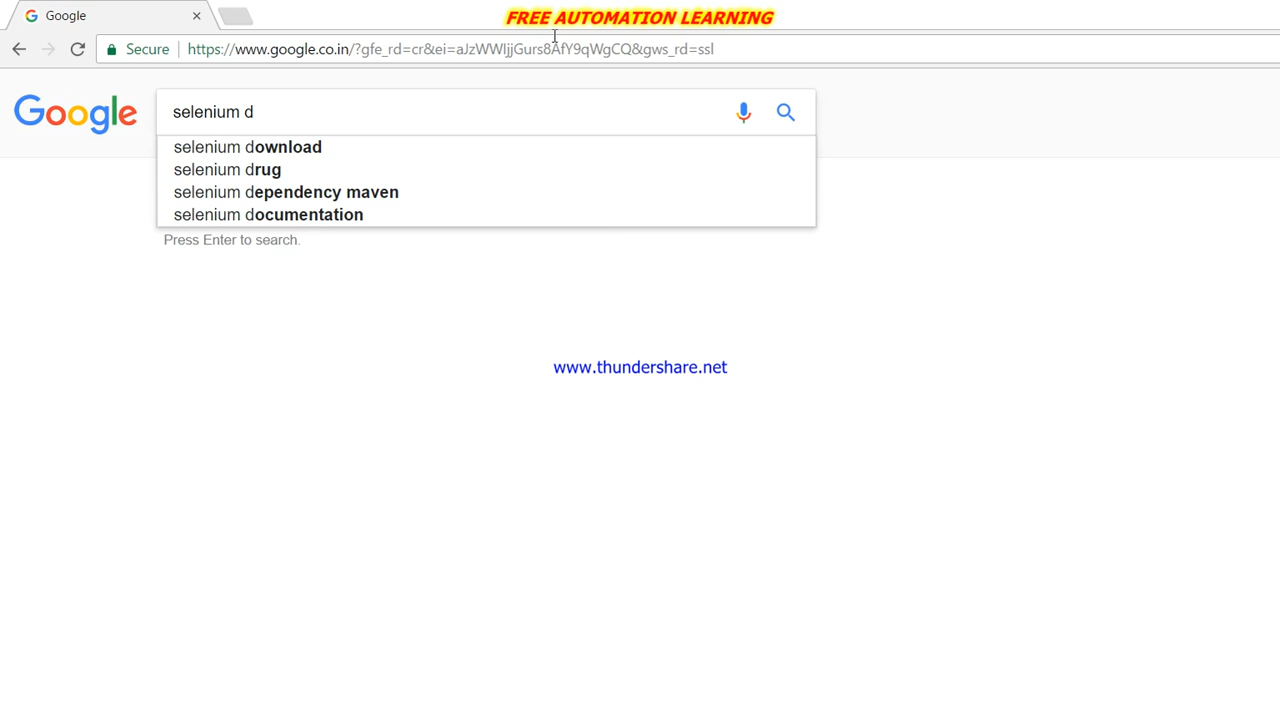 Google
FREE AUTOMATION LEARNING
Secure
https://www.google.co.in/?gfe_rd=cr&ei=aJzWWIjjGurs8AfY9qWgCQ&gws_rd=ssl
Google
selenium d
selenium download
selenium drug
selenium dependency maven
selenium documentation
Press Enter to search.
www.thundershare.net